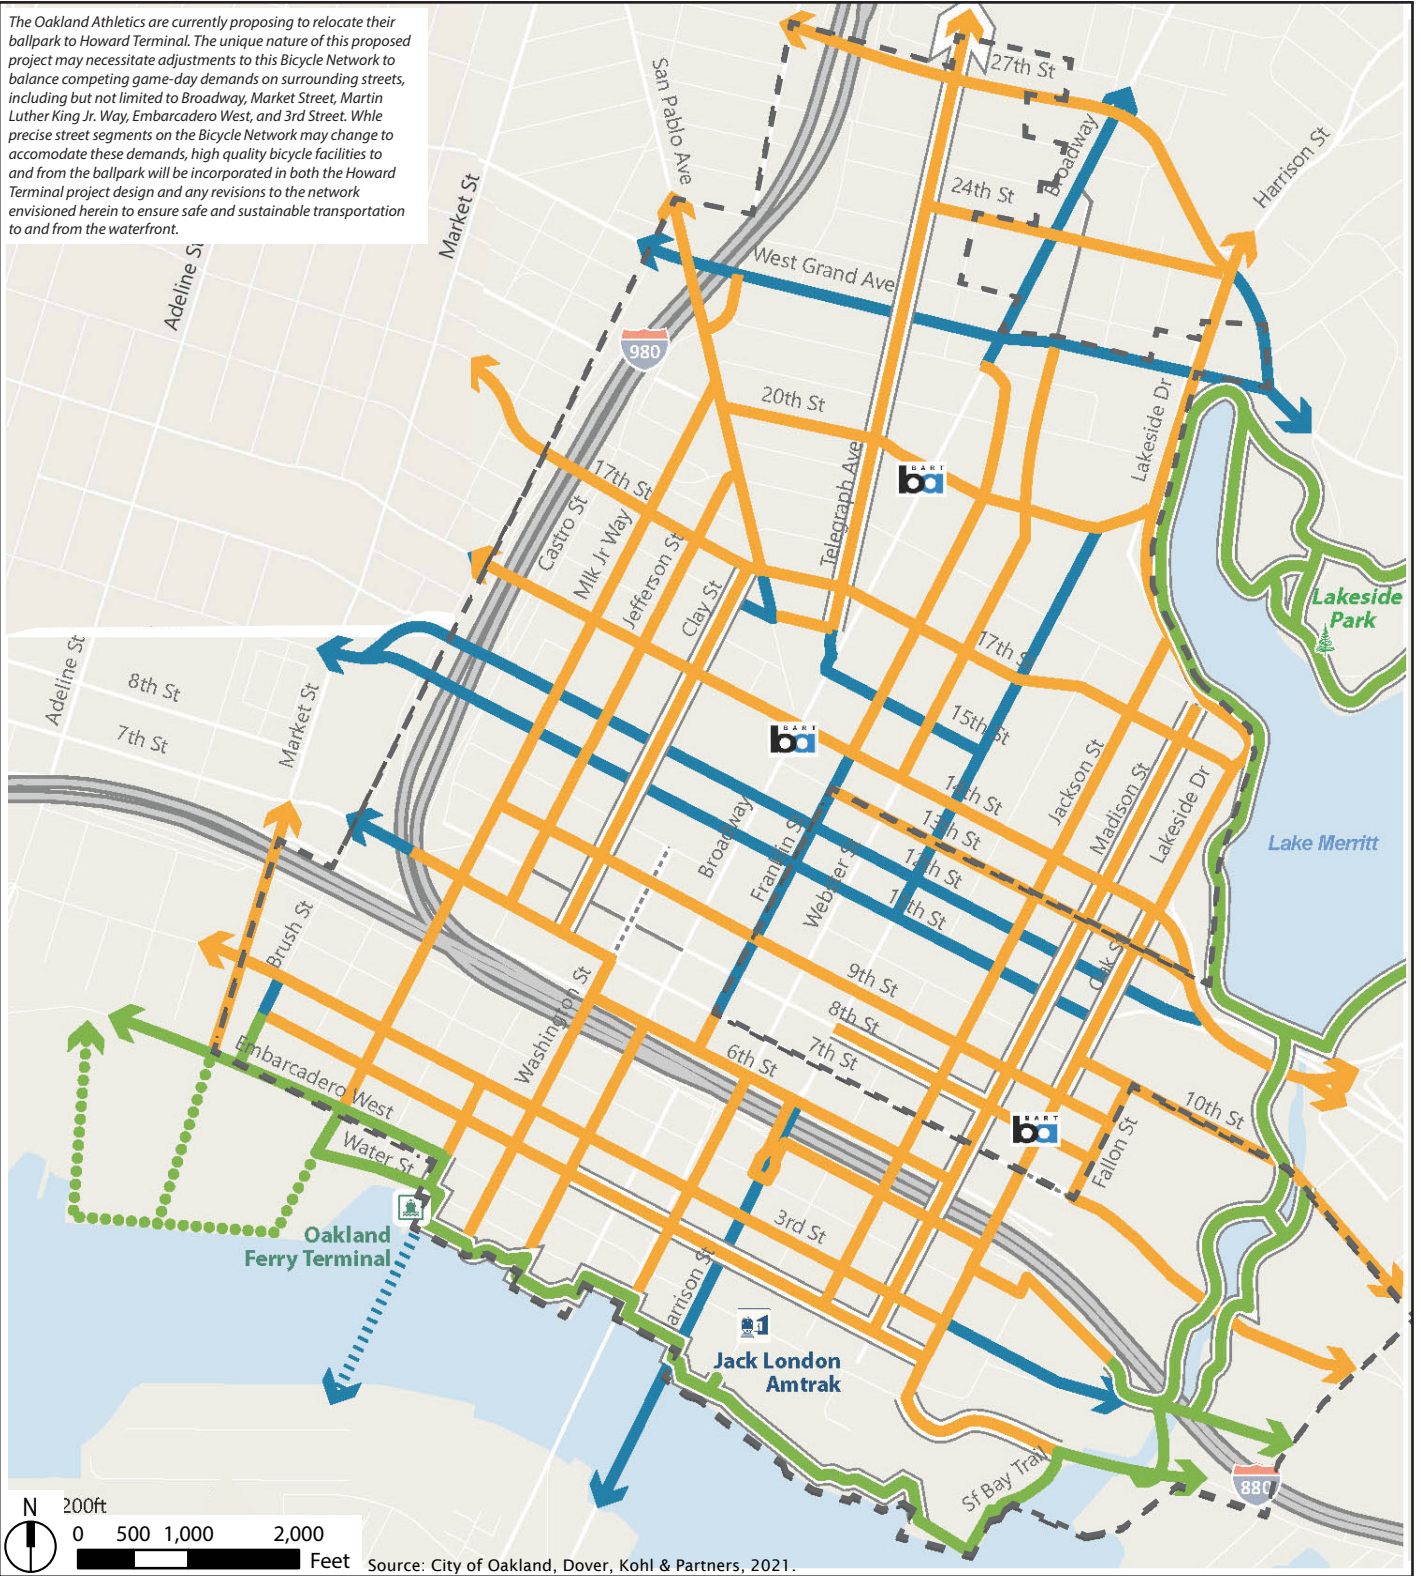 The Oakland Athletics are currently proposing to relocate their
ballpark to Howard Terminal. The unique nature of this proposed
project may necessitate adjustments to this Bicycle Network to
balance competing game-day demands on surrounding streets,
including but not limited to Broadway, Market Street, Martin
Luther King Jr. Way, Embarcadero West, and 3rd Street. Whle
precise street segments on the Bicycle Network may change to
accomodate these demands, high quality bicycle facilities to
and from the ballpark will be incorporated in both the Howard
Terminal project design and any revisions to the network
envisioned herein to ensure safe and sustainable transportation
to and from the waterfront.
27th St
San Pablo Ave
Broadway
Harrison St
24th St
Market St
Adeline St
West Grand Ave
980
20th St
Lakeside Dr
BART
ba
Telegraph Ave
17th St
Castro St
Mlk Jr Way
Jefferson St
Clay St
Lakeside
Park
17th St
Adeline St
8th St
Market St
7th St
15th St
BART
ba
14th St
Jackson St
Madison St
Lakeside Dr
Lake Merritt
Broadway
Franklin St
13th St
12th St
Webster St
11th St
Brush St
Oak St
9th St
Washington St
8th St
7th St
6th St
Embarcadero West
Water St
BART
ba
10th St
Fallon St
Oakland
Ferry Terminal
3rd St
arrison St
Jack London
Amtrak
Sf Bay Trail
880
N
200ft
0 500 1,000 2,000
Feet
Source: City of Oakland, Dover, Kohl & Partners, 2021.